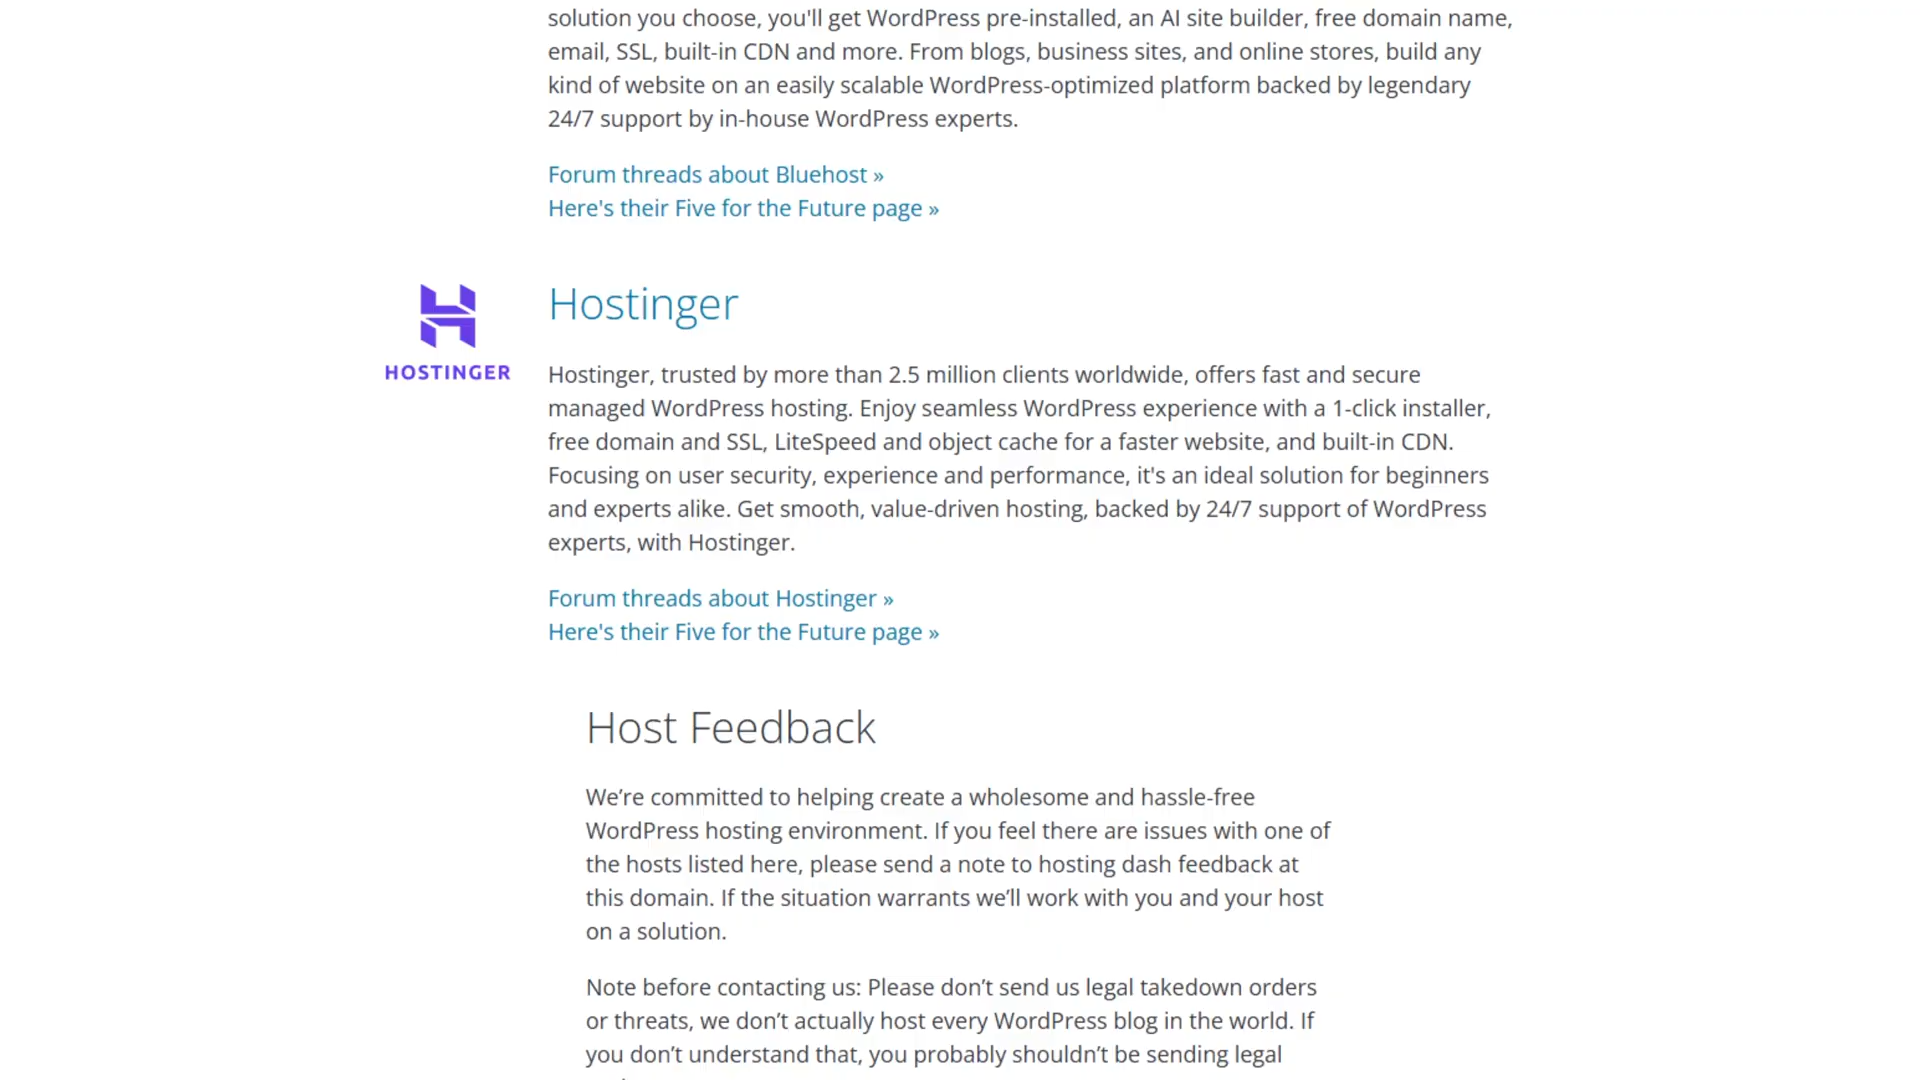 solution you choose, you'll get WordPress pre-installed, an AI site builder, free domain name,
email, SSL, built-in CDN and more. From blogs, business sites, and online stores, build any
kind of website on an easily scalable WordPress-optimized platform backed by legendary
24/7 support by in-house WordPress experts.
Forum threads about Bluehost »
Here's their Five for the Future page »
HOSTINGER
Hostinger
Hostinger, trusted by more than 2.5 million clients worldwide, offers fast and secure
managed WordPress hosting. Enjoy seamless WordPress experience with a 1-click installer,
free domain and SSL, LiteSpeed and object cache for a faster website, and built-in CDN.
Focusing on user security, experience and performance, it's an ideal solution for beginners
and experts alike. Get smooth, value-driven hosting, backed by 24/7 support of WordPress
experts, with Hostinger.
Forum threads about Hostinger »
Here's their Five for the Future page »
Host Feedback
We’re committed to helping create a wholesome and hassle-free
WordPress hosting environment. If you feel there are issues with one of
the hosts listed here, please send a note to hosting dash feedback at
this domain. If the situation warrants we’ll work with you and your host
on a solution.
Note before contacting us: Please don’t send us legal takedown orders
or threats, we don’t actually host every WordPress blog in the world. If
you don’t understand that, you probably shouldn’t be sending legal